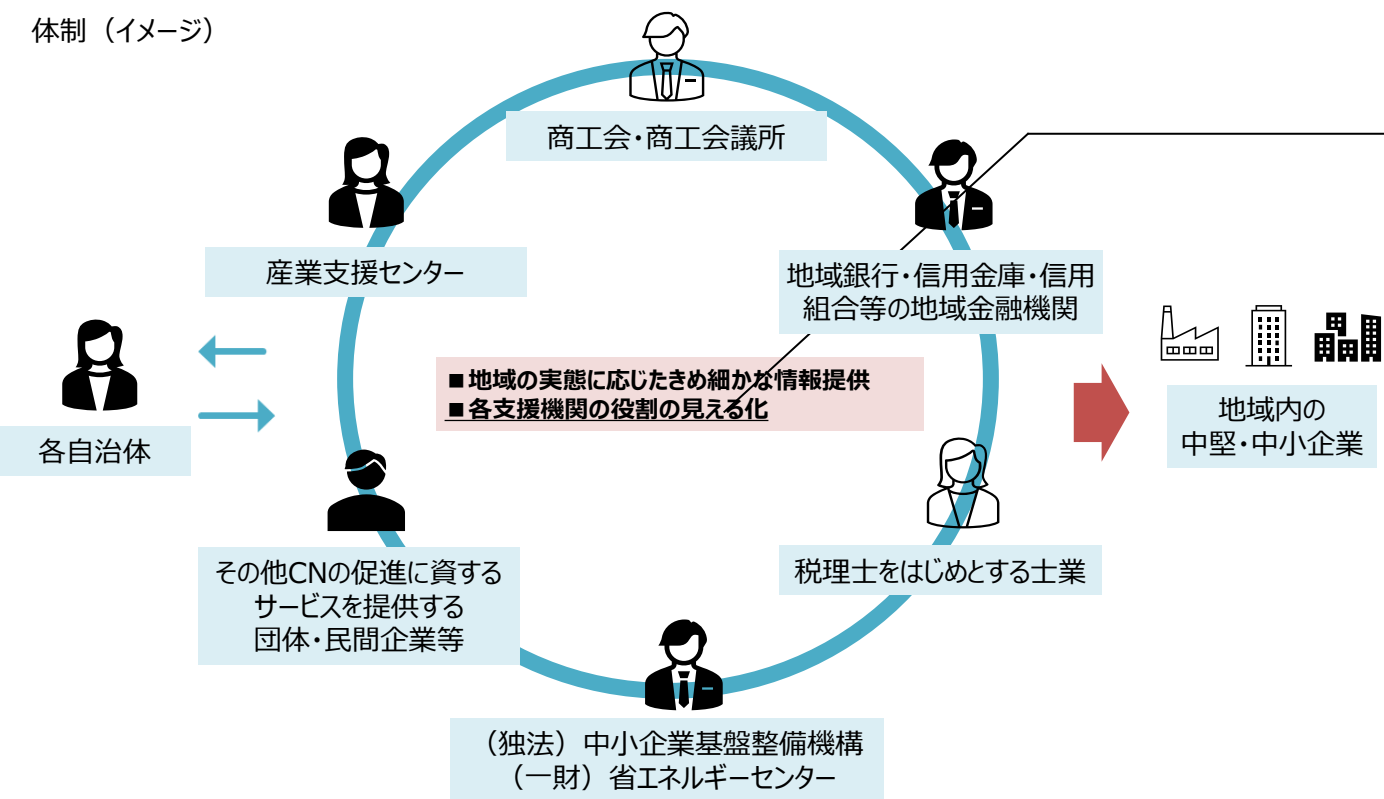 体制（イメージ）
商工会・商工会議所
産業支援センター
地域銀行・信用金庫・信用
組合等の地域金融機関
■地域の実態に応じたきめ細かな情報提供
■各支援機関の役割の見える化
各自治体
地域内の
中堅・中小企業
その他CNの促進に資する
サービスを提供する
団体・民間企業等
税理士をはじめとする士業
（独法）中小企業基盤整備機構
（一財）省エネルギーセンター